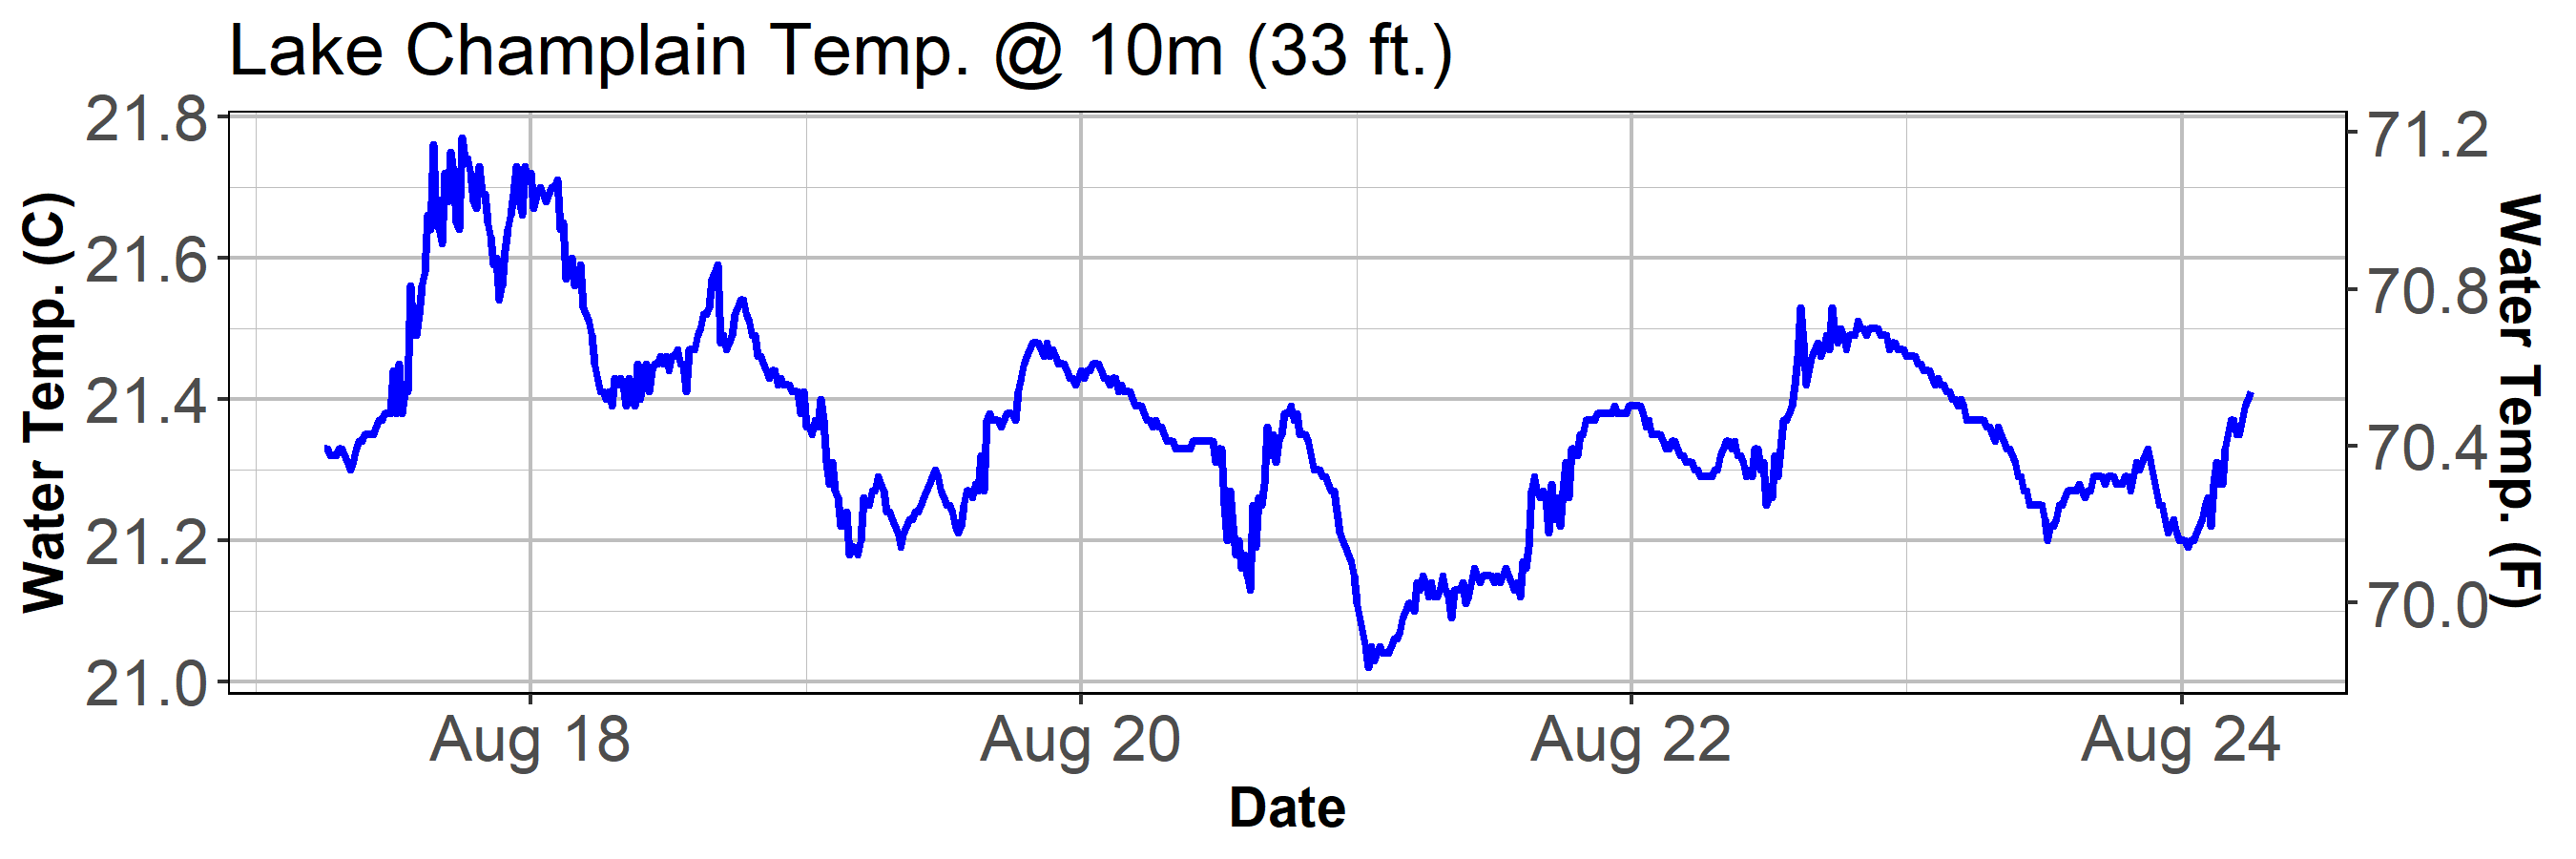 Lake Champlain Temp. @ 10m (33 ft.)
Water Temp. (C)
21.8
21.6
21.4
21.2
21.0
71.2
70.8
70.4
70.0
Water Temp. (F)
Aug 18
Aug 20
Aug 22
Aug 24
Date